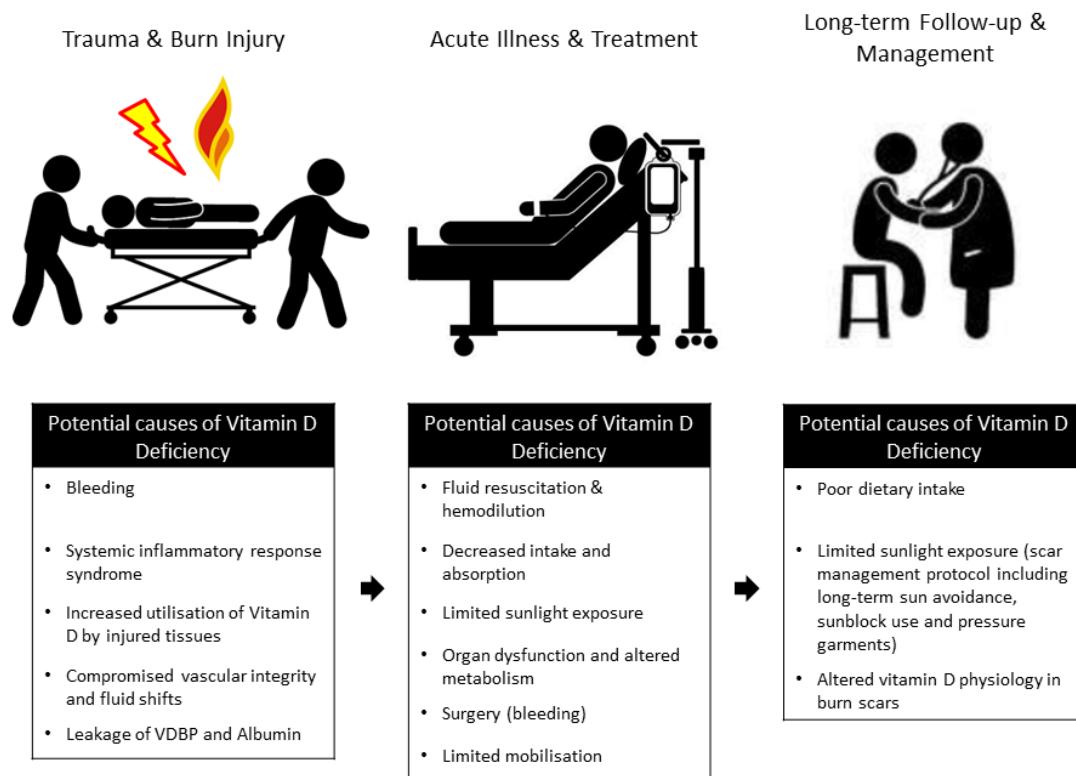 Trauma & Burn Injury
Acute Illness & Treatment
Long-term Follow-up &
Management
Potential causes of Vitamin D
Deficiency
• Bleeding
• Systemic inflammatory response
syndrome
• Increased utilisation of Vitamin
D by injured tissues
• Compromised vascular integrity
and fluid shifts
• Leakage of VDBP and Albumin
Potential causes of Vitamin D
Deficiency
• Fluid resuscitation &
hemodilution
• Decreased intake and
absorption
• Limited sunlight exposure
• Organ dysfunction and altered
metabolism
• Surgery (bleeding)
• Limited mobilisation
Potential causes of Vitamin D
Deficiency
• Poor dietary intake
• Limited sunlight exposure (scar
management protocol including
long-term sun avoidance,
sunblock use and pressure
garments)
• Altered vitamin D physiology in
burn scars